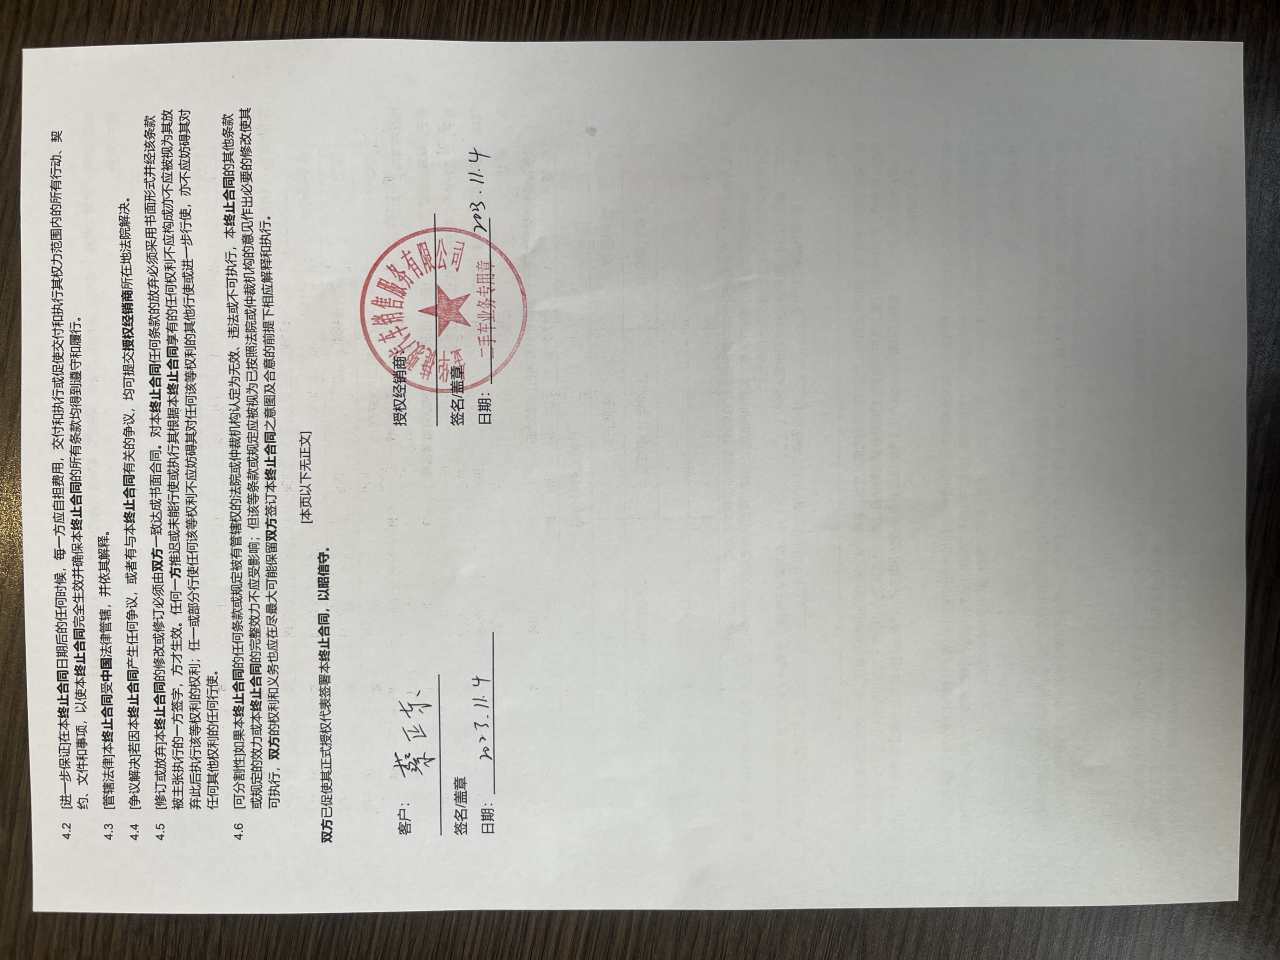 4.2 [进一步保证]在本终止合同日期后的任何时候，每一方应自担费用，交付和执行或促使交付和执行其权力范围内的所有行动、契
约、文件和事项，以使本终止合同完全生效并确保本终止合同的所有条款均得到遵守和履行。
4.3 [管辖法律]本终止合同受中国法律管辖，并依其解释。
4.4 [争议解决]若因本终止合同产生任何争议，或者有与本终止合同有关的争议，均可提交授权经销商所在地法院解决。
4.5 [修订或放弃]本终止合同的修改或修订必须由双方一致达成书面合同。对本终止合同任何条款的放弃必须采用书面形式并经该条款
被主张执行的一方签字，方才生效。任何一方推迟或未能行使或执行其根据本终止合同享有的任何权利不应构成亦不应被视为其放
弃此后执行该等权利的权利；任一或部分行使任何该等权利不应妨碍其对任何该等权利的其他行使或进一步行使，亦不应妨碍其对
任何其他权利的任何行使。
4.6 [可分割性]如果本终止合同的任何条款或规定被有管辖权的法院或仲裁机构认定为无效、违法或不可执行，本终止合同的其他条款
或规定的效力或本终止合同的完整效力不应受影响；但该等条款或规定应被视为已按照法院或仲裁机构的意见作出必要的修改使其
可执行，双方的权利和义务也应在尽最大可能保留双方签订本终止合同之意图及合意的前提下相应解释和执行。
[本页以下无正文]
双方已促使其正式授权代表签署本终止合同，以昭信守。
客户：
签名/盖章
日期： 2023.11.4
授权经销商：
汽车销售服务有限公司
二手车业务专用章
签名/盖章
日期： 2023.11.4